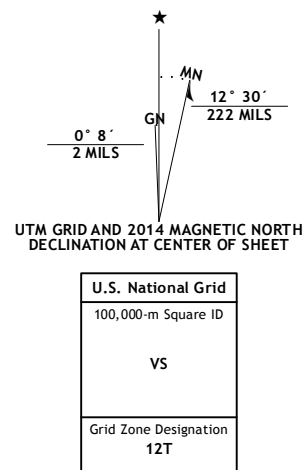 ★
MN
12° 30´
222 MILS
GN
0° 8´
2 MILS
UTM GRID AND 2014 MAGNETIC NORTH
DECLINATION AT CENTER OF SHEET
U.S. National Grid
100,000-m Square ID
VS
Grid Zone Designation
12T